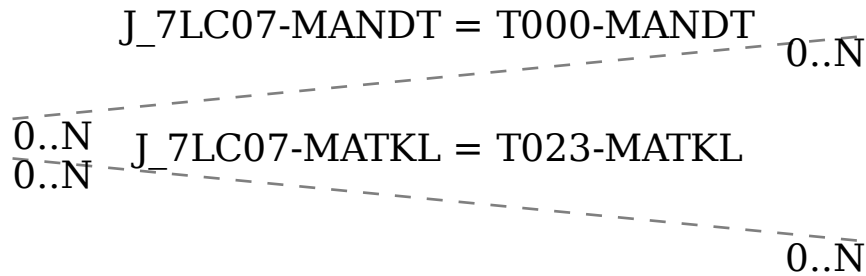 J_7LC07-MANDT = T000-MANDT
0..N
0..N
J_7LC07-MATKL = T023-MATKL
0..N
0..N